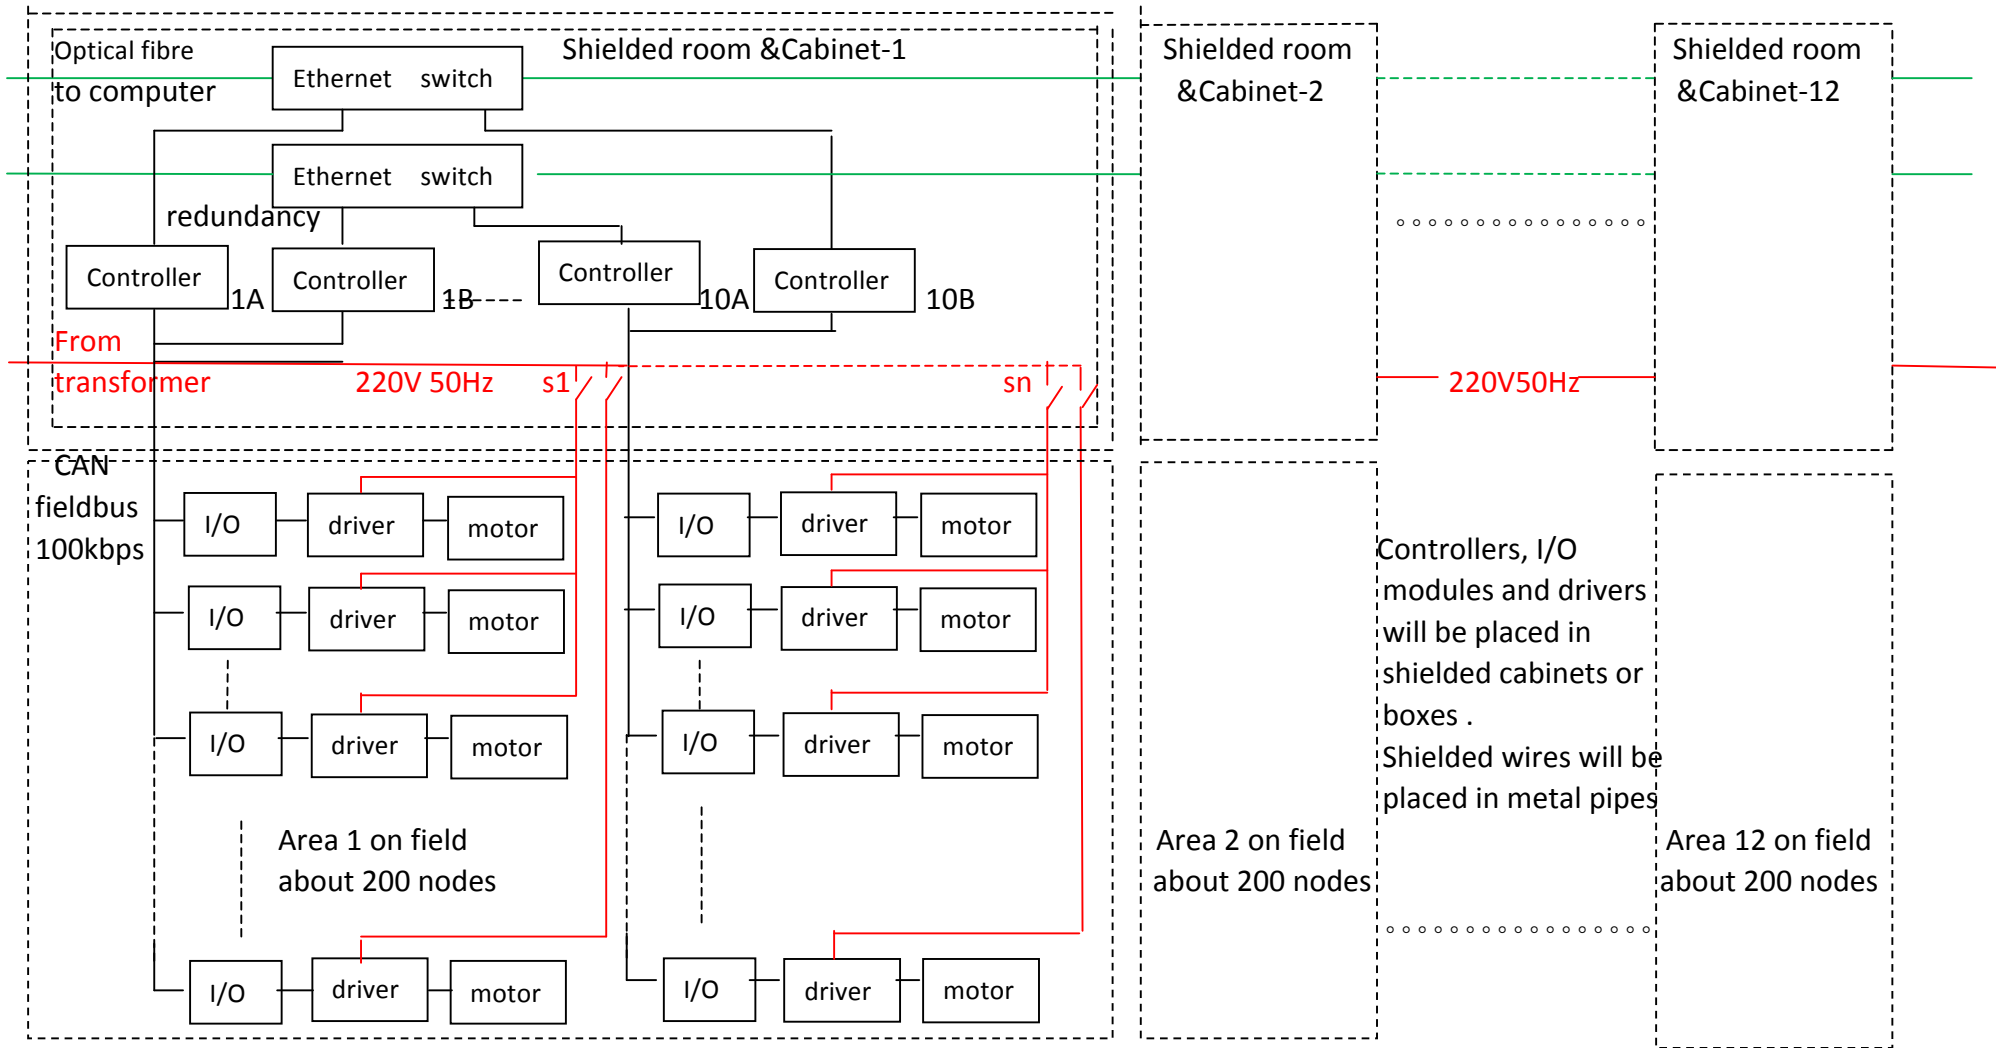 Optical fibre
to computer
Ethernet switch
Shielded room &Cabinet-1
Shielded room
&Cabinet-2
Shielded room
&Cabinet-12
Ethernet switch
redundancy
Controller
1A
Controller
1B
Controller
10A
Controller
10B
From
transformer
220V 50Hz
s1
sn
220V50Hz
CAN
fieldbus
100kbps
I/O
driver
motor
I/O
driver
motor
I/O
driver
motor
I/O
driver
motor
I/O
driver
motor
I/O
driver
motor
Controllers, I/O
modules and drivers
will be placed in
shielded cabinets or
boxes .
Shielded wires will be
placed in metal pipes
Area 1 on field
about 200 nodes
Area 2 on field
about 200 nodes
Area 12 on field
about 200 nodes
I/O
driver
motor
I/O
driver
motor